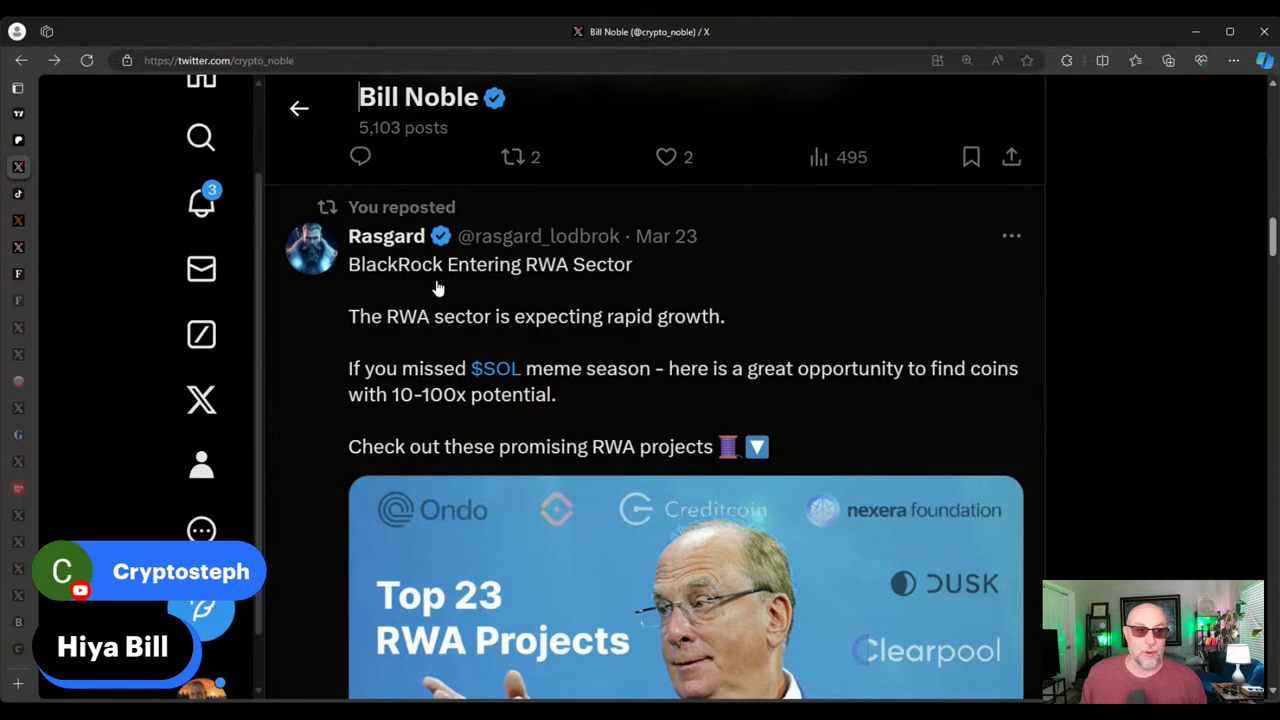 Bill Noble (@crypto_noble) / X
https://twitter.com/crypto_noble
Bill Noble
5,103 posts
2
2
495
3
You reposted
Rasgard @rasgard_lodbrok · Mar 23
BlackRock Entering RWA Sector
The RWA sector is expecting rapid growth.
If you missed $SOL meme season - here is a great opportunity to find coins
with 10-100x potential.
Check out these promising RWA projects
Ondo
Creditcoin
nexera foundation
Top 23
RWA Projects
DUSK
Clearpool
C
Cryptosteph
Hiya Bill